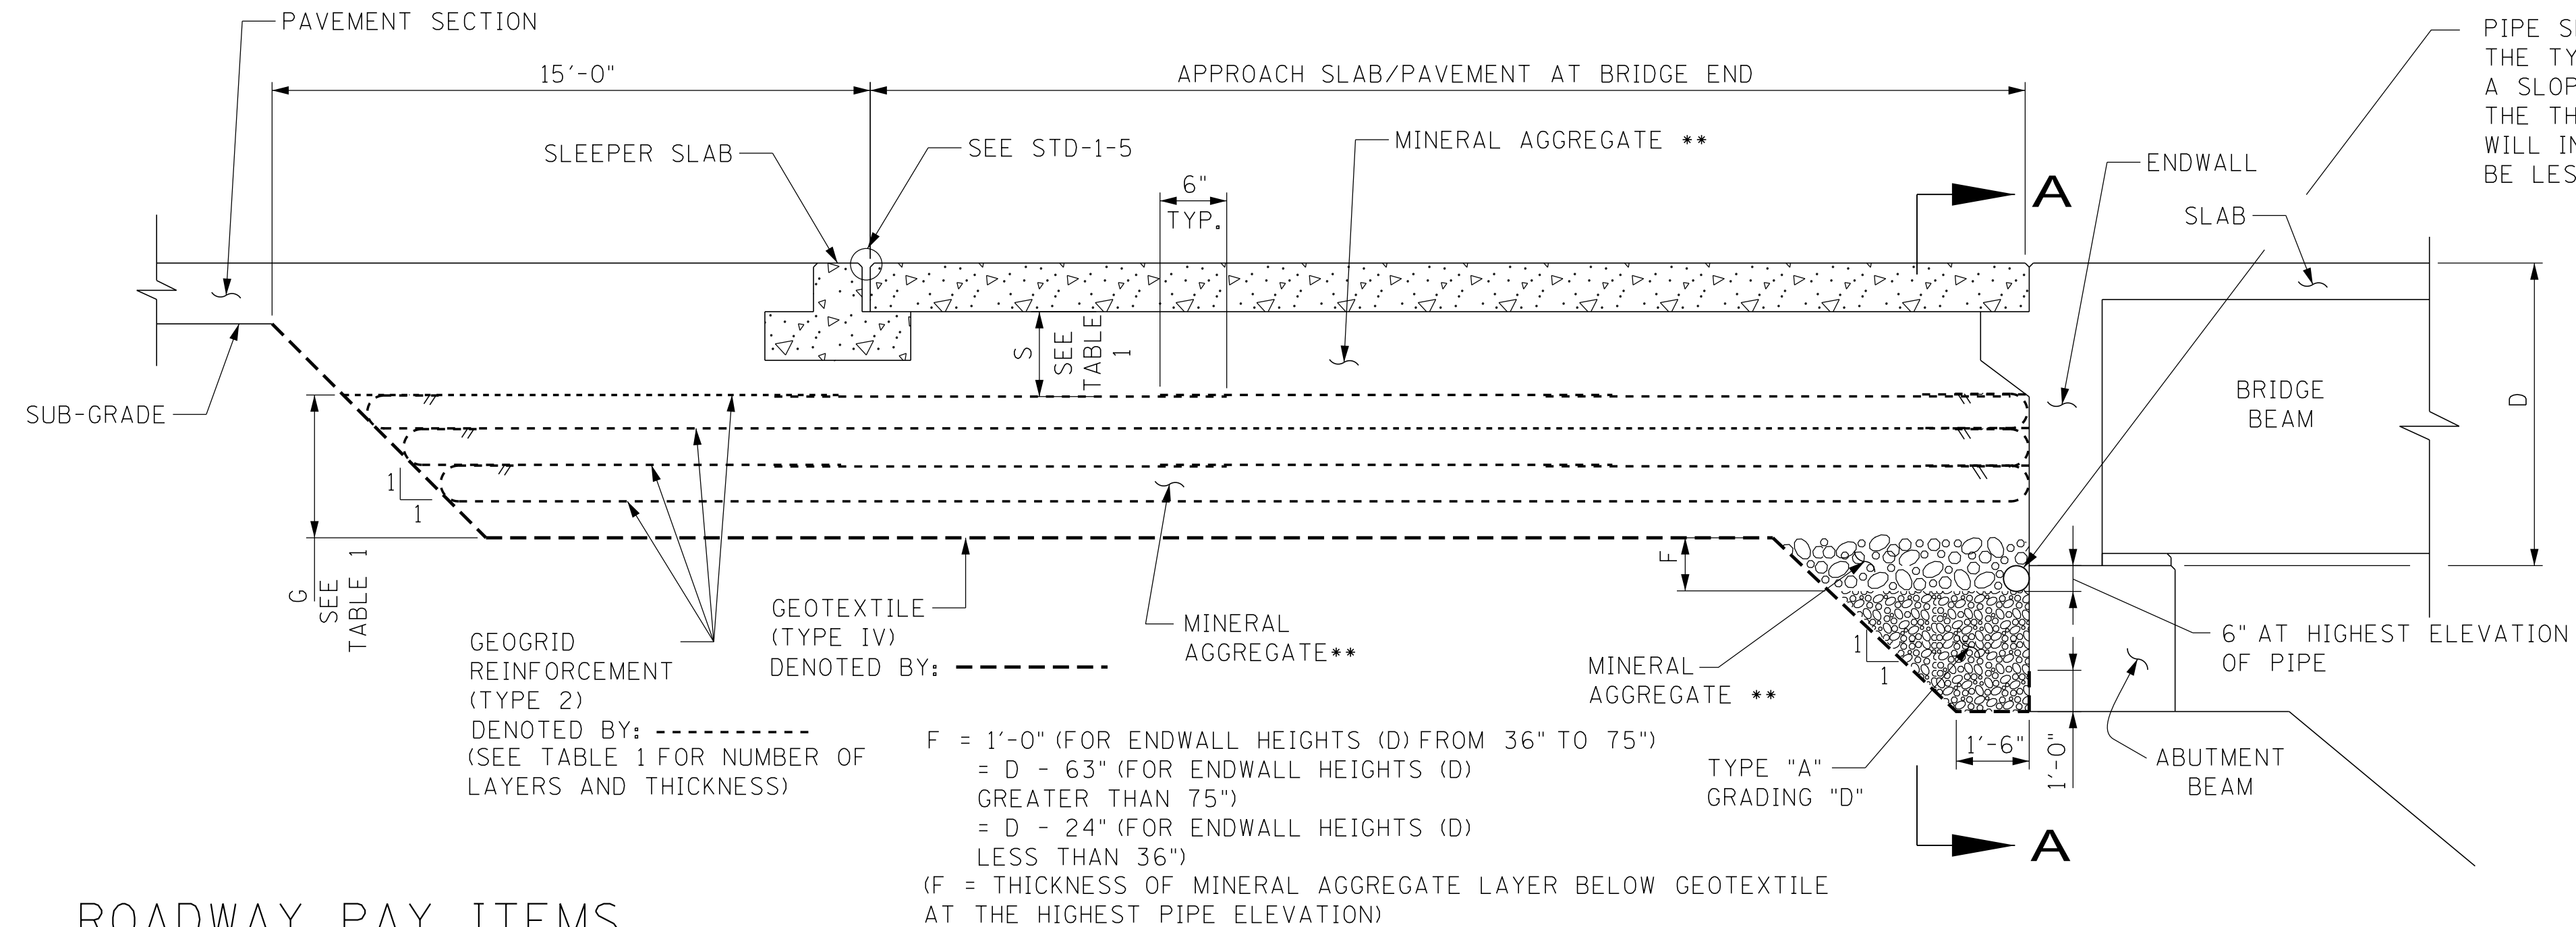 PAVEMENT SECTION
15'-0"
APPROACH SLAB/PAVEMENT AT BRIDGE END
SLEEPER SLAB
SEE STD-1-5
MINERAL AGGREGATE **
6"
TYP.
A
ENDWALL
SLAB
THE
A
THE
WILL
BE
PIPE
SUB-GRADE
S
SEE
TABLE
1
BRIDGE
BEAM
D
1
1
G
SEE
TABLE 1
GEOGRID
REINFORCEMENT
(TYPE 2)
DENOTED BY:
(SEE TABLE 1 FOR NUMBER OF
LAYERS AND THICKNESS)
GEOTEXTILE
(TYPE IV)
DENOTED BY:
MINERAL
AGGREGATE**
F
MINERAL
AGGREGATE **
1
1
6" AT HIGHEST ELEVATION
OF PIPE
TYPE "A"
GRADING "D"
1'-6"
1'-0"
ABUTMENT
BEAM
A
F = 1'-0" (FOR ENDWALL HEIGHTS (D) FROM 36" TO 75")
= D - 63" (FOR ENDWALL HEIGHTS (D)
GREATER THAN 75")
= D - 24" (FOR ENDWALL HEIGHTS (D)
LESS THAN 36")
(F = THICKNESS OF MINERAL AGGREGATE LAYER BELOW GEOTEXTILE
AT THE HIGHEST PIPE ELEVATION)
ROADWAY PAY ITEMS